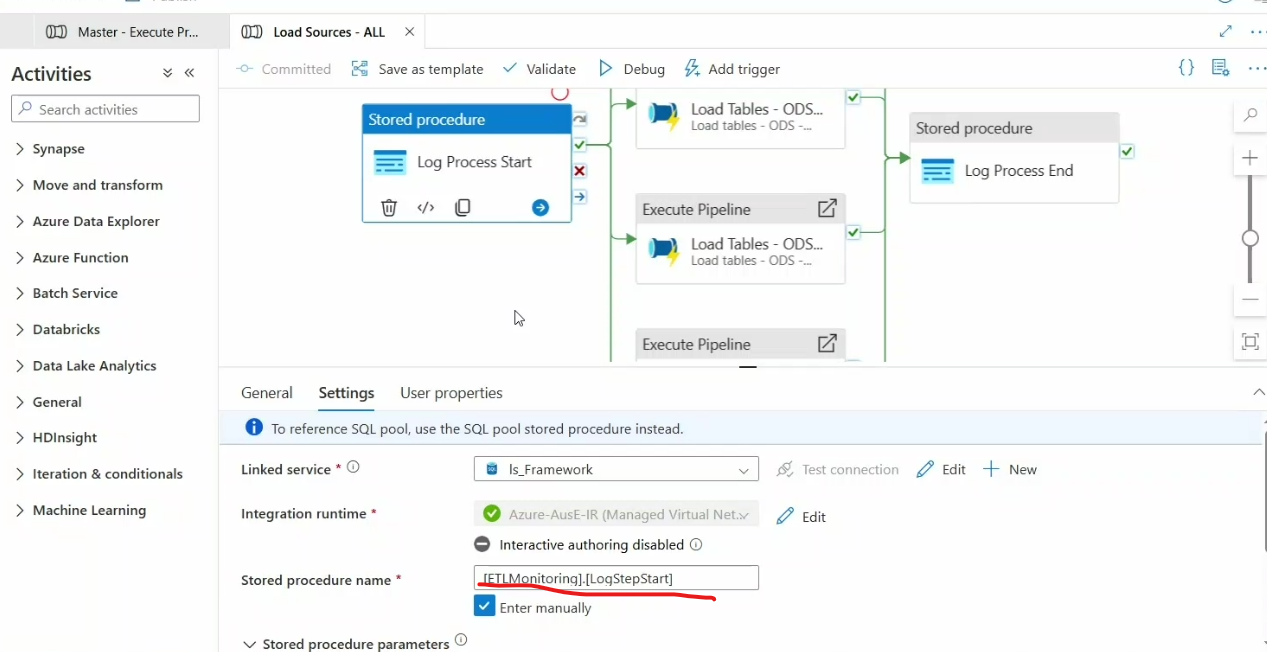 Master - Execute Pr...
Load Sources - ALL
Activities
Search activities
Synapse
Move and transform
Azure Data Explorer
Azure Function
Batch Service
Databricks
Data Lake Analytics
General
HDInsight
Iteration & conditionals
Machine Learning
Committed
Save as template
Validate
Debug
Add trigger
Stored procedure
Log Process Start
Load Tables - ODS...
Load tables - ODS -...
Execute Pipeline
Load Tables - ODS...
Load tables - ODS -...
Execute Pipeline
Stored procedure
Log Process End
General
Settings
User properties
To reference SQL pool, use the SQL pool stored procedure instead.
Linked service *
ls_Framework
Test connection
Edit
New
Integration runtime *
Azure-AusE-IR (Managed Virtual Net...
Edit
Interactive authoring disabled
Stored procedure name *
[ETLMonitoring].[LogStepStart]
Enter manually
Stored procedure parameters